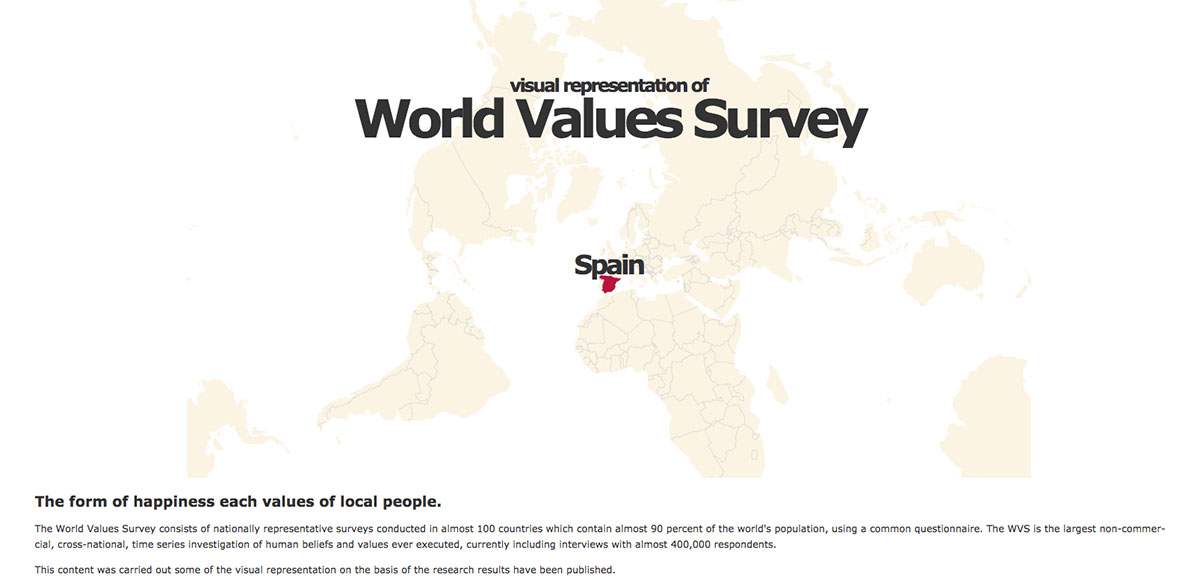 visual representation of
World Values Survey
Spain
The form of happiness each values of local people.
The World Values Survey consists of nationally representative surveys conducted in almost 100 countries which contain almost 90 percent of the world's population, using a common questionnaire. The WVS is the largest non-commer-
cial, cross-national, time series investigation of human beliefs and values ever executed, currently including interviews with almost 400,000 respondents.
This content was carried out some of the visual representation on the basis of the research results have been published.